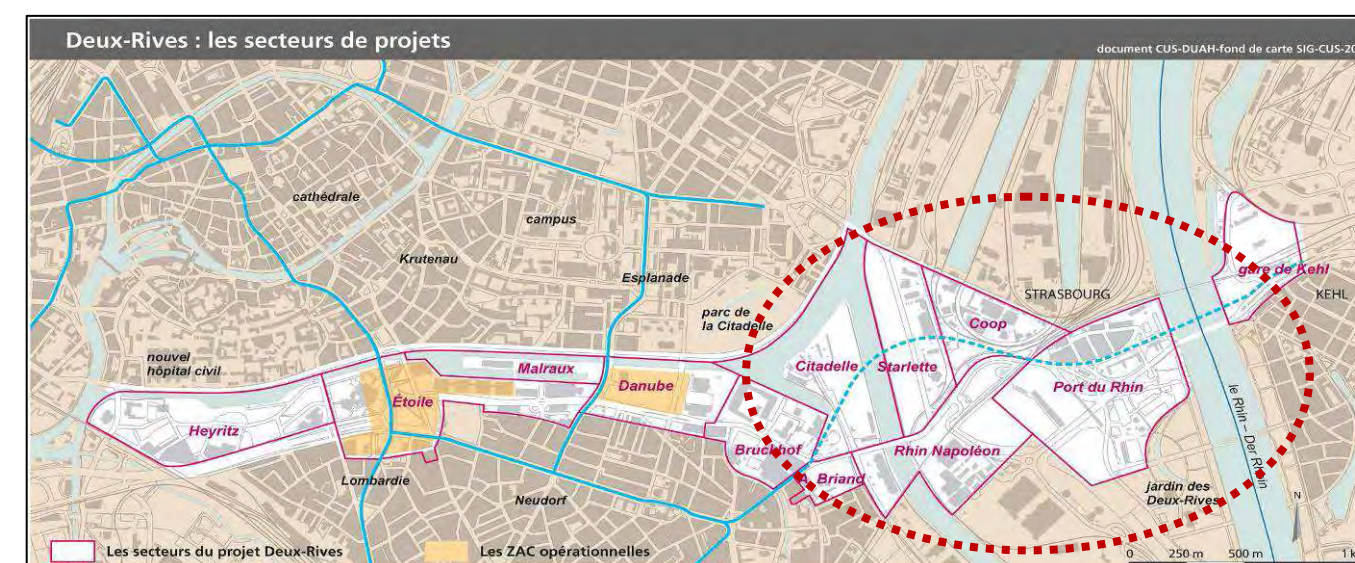 Deux-Rives : les secteurs de projets
document CUS-DUAH-fond de carte SIG-CUS-20
cathédrale
campus
Krutenau
Esplanade
parc de
la Citadelle
STRASBOURG
gare de Kehl
KEHL
Coop
nouvel
hôpital civil
Malraux
Citadelle
Starlette
Danube
Port du Rhin
Étoile
le Rhin – Der Rhein
Heyritz
Bruckhof
Rhin Napoléon
A. Briand
Lombardie
Neudorf
jardin des
Deux-Rives
N
Les secteurs du projet Deux-Rives
Les ZAC opérationnelles
0 250 m 500 m 1 k